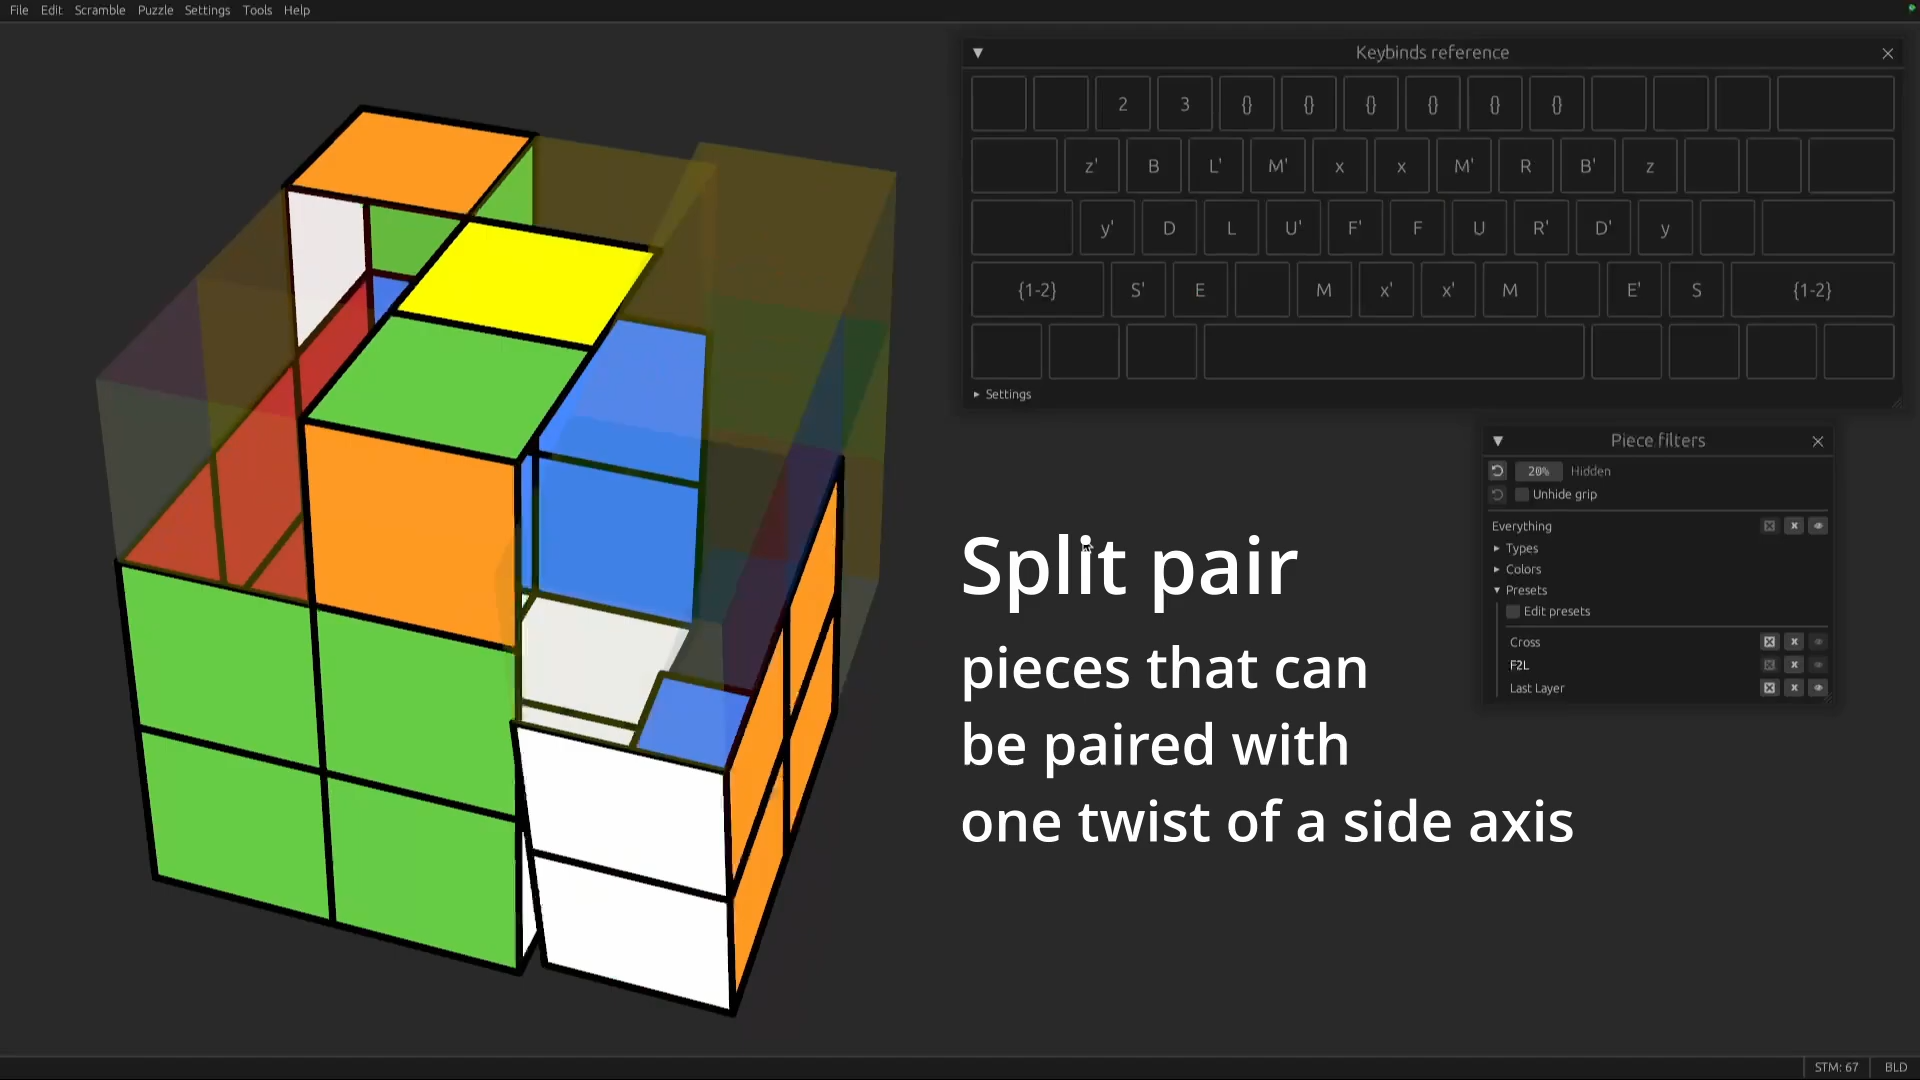 File Edit Scramble Puzzle Settings Tools Help
Keybinds reference
2 3 {} {} {} {} {} {}
z' B L' M' x x M' R B' z
y' D L U' F' F U R' D' y
{1-2} S' E M x' x' M E' S {1-2}
Settings
Piece filters
20% Hidden
Unhide grip
Everything
Types
Colors
Presets
Edit presets
Cross
F2L
Last Layer
Split pair
pieces that can
be paired with
one twist of a side axis
STM: 67 BLD